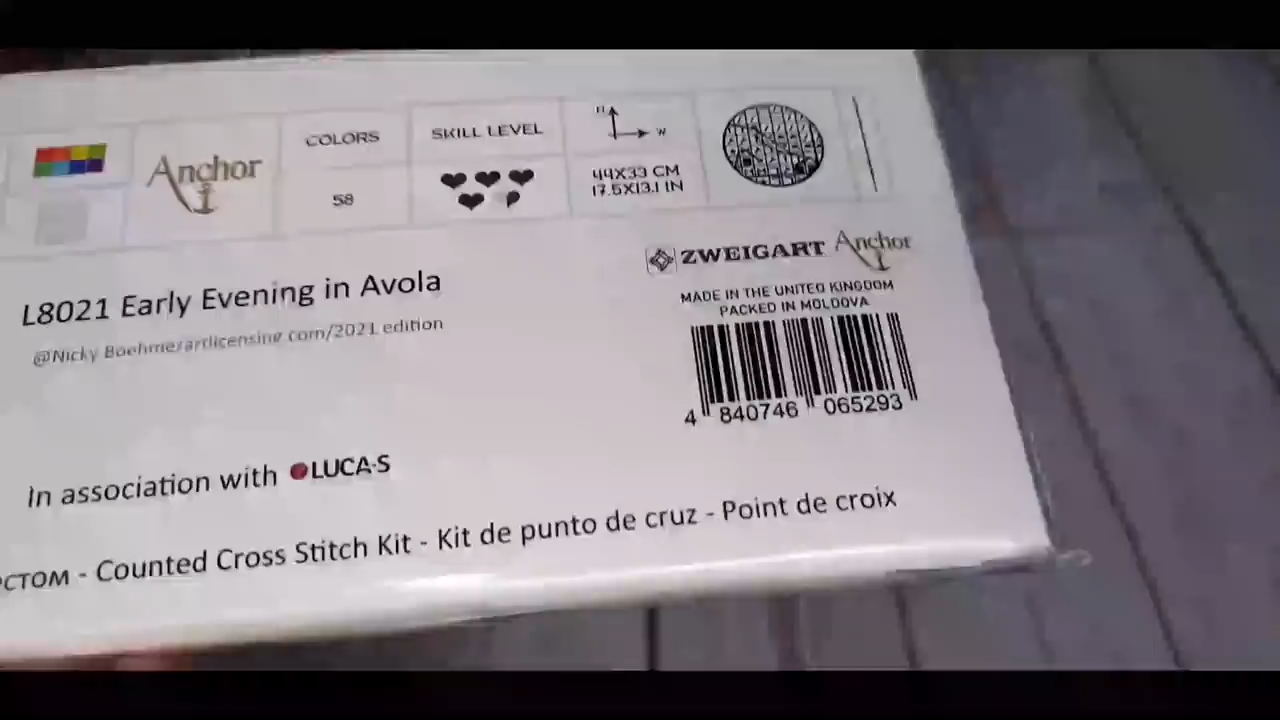 Anchor
COLORS
58
SKILL LEVEL
H
W
44X33 CM
17.5X13.1 IN
ZWEIGART Anchor
MADE IN THE UNITED KINGDOM
PACKED IN MOLDOVA
4 840746 065293
L8021 Early Evening in Avola
@Nicky Boehmerartlicensing.com/2021 edition
In association with LUCA-S
стом - Counted Cross Stitch Kit - Kit de punto de cruz - Point de croix